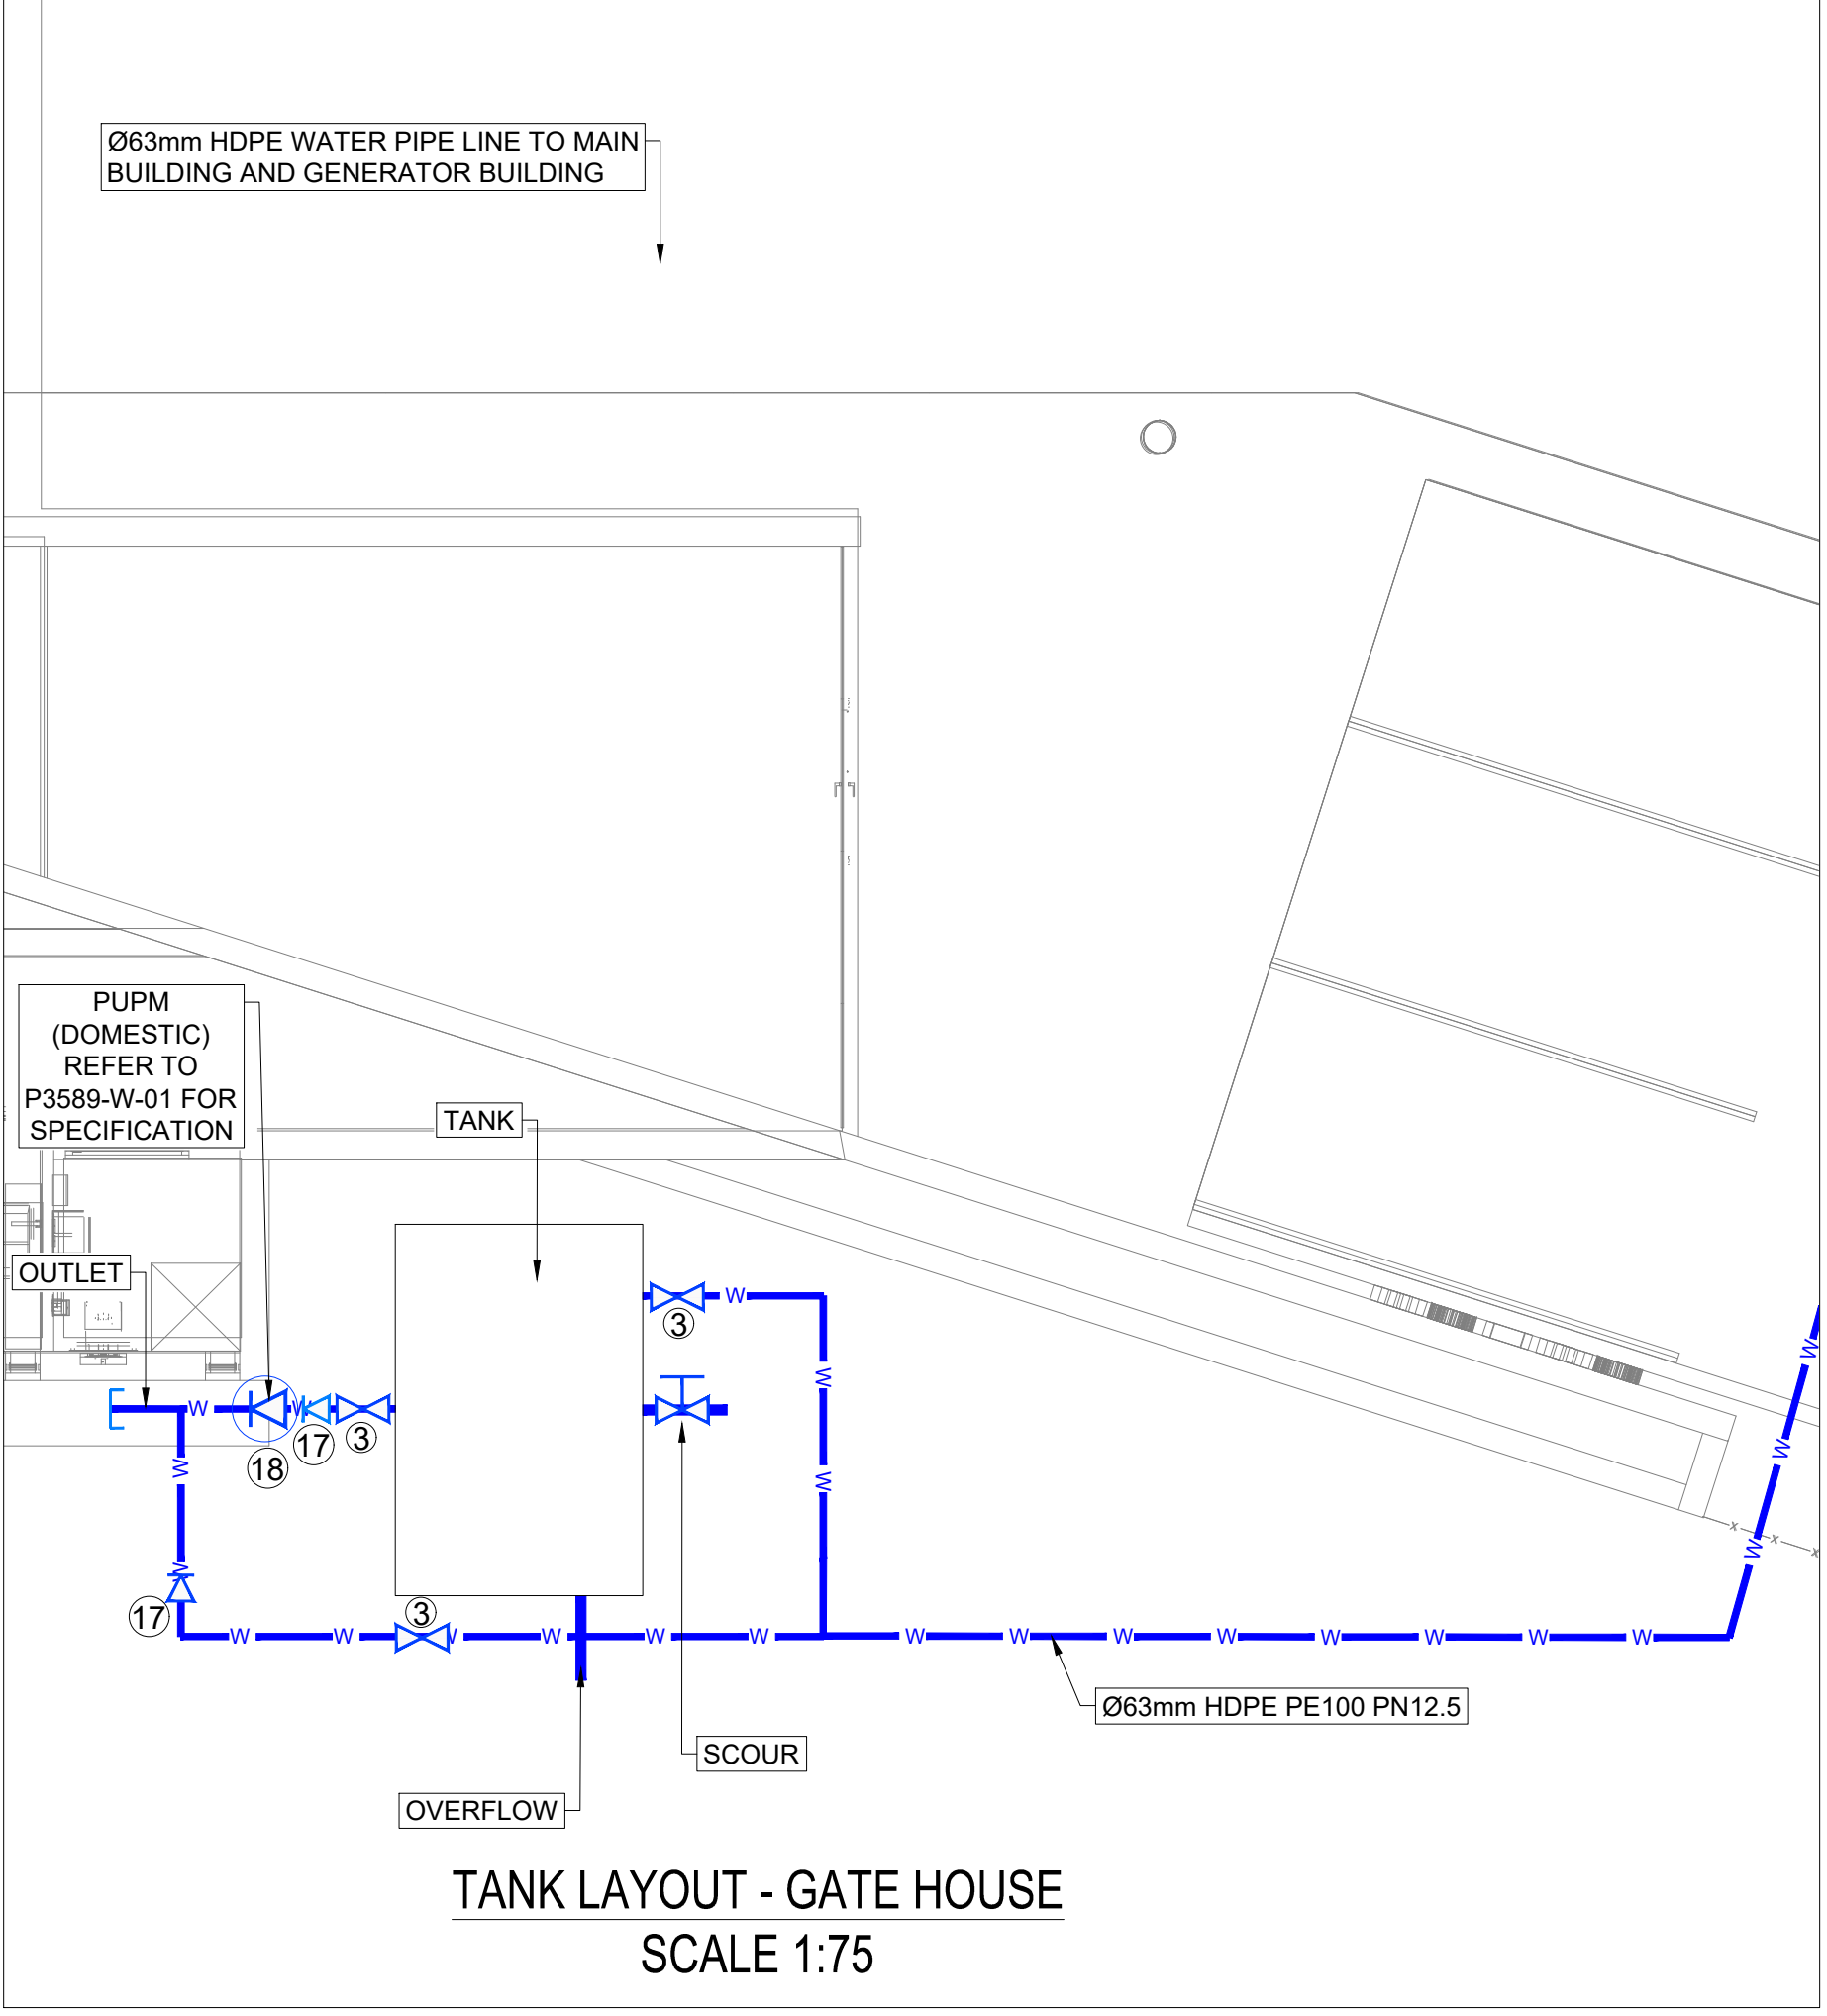 Ø63mm HDPE WATER PIPE LINE TO MAIN
BUILDING AND GENERATOR BUILDING
PUPM
(DOMESTIC)
REFER TO
P3589-W-01 FOR
SPECIFICATION
TANK
OUTLET
W
3
W
W
W
W
17
3
18
W
W
W
W
W
x
x
x
W
W
17
3
W
W
W
W
W
W
W
W
W
W
W
W
W
W
Ø63mm HDPE PE100 PN12.5
SCOUR
OVERFLOW
TANK LAYOUT - GATE HOUSE
SCALE 1:75